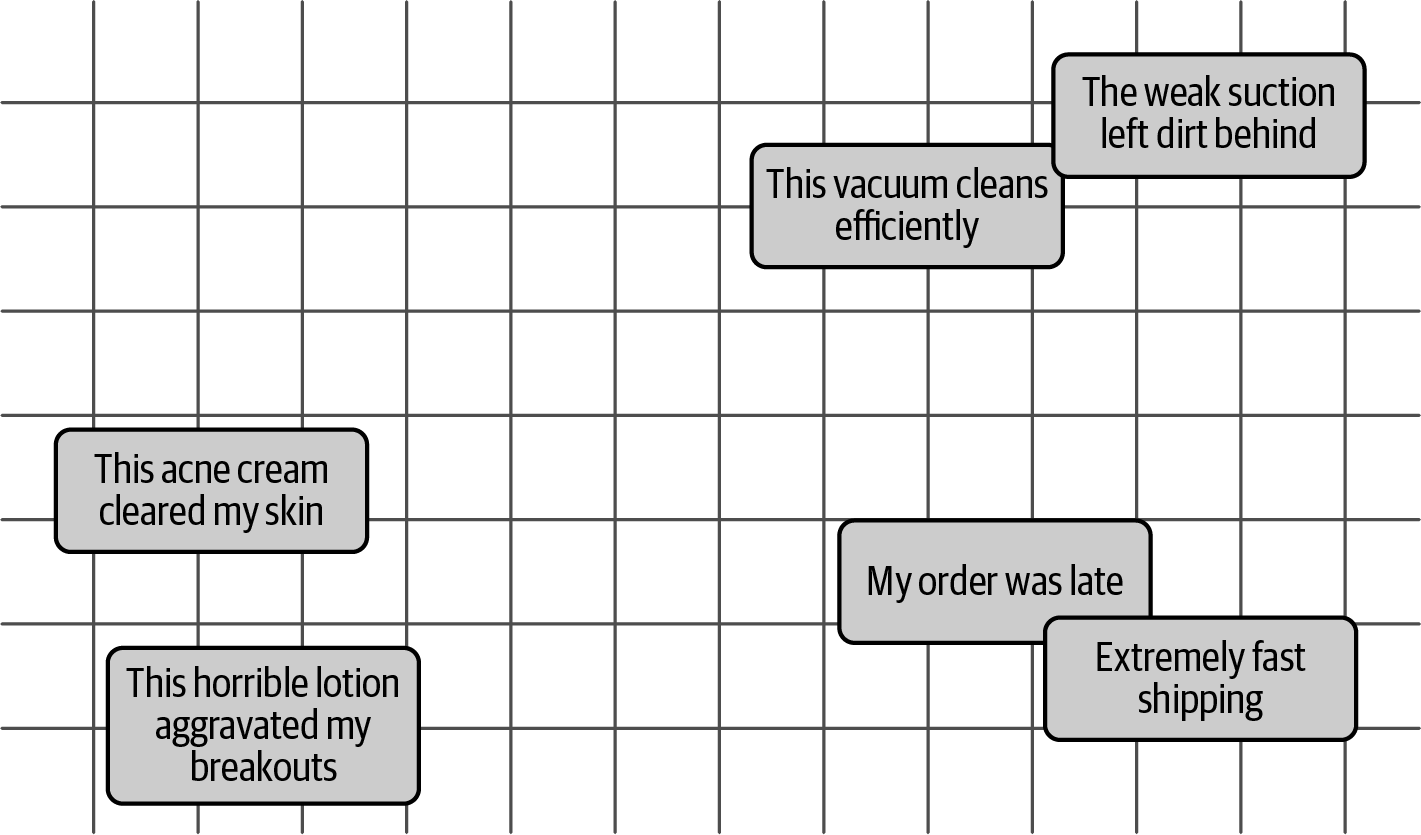 The weak suction
left dirt behind
This vacuum cleans
efficiently
This acne cream
cleared my skin
My order was late
Extremely fast
shipping
This horrible lotion
aggravated my
breakouts